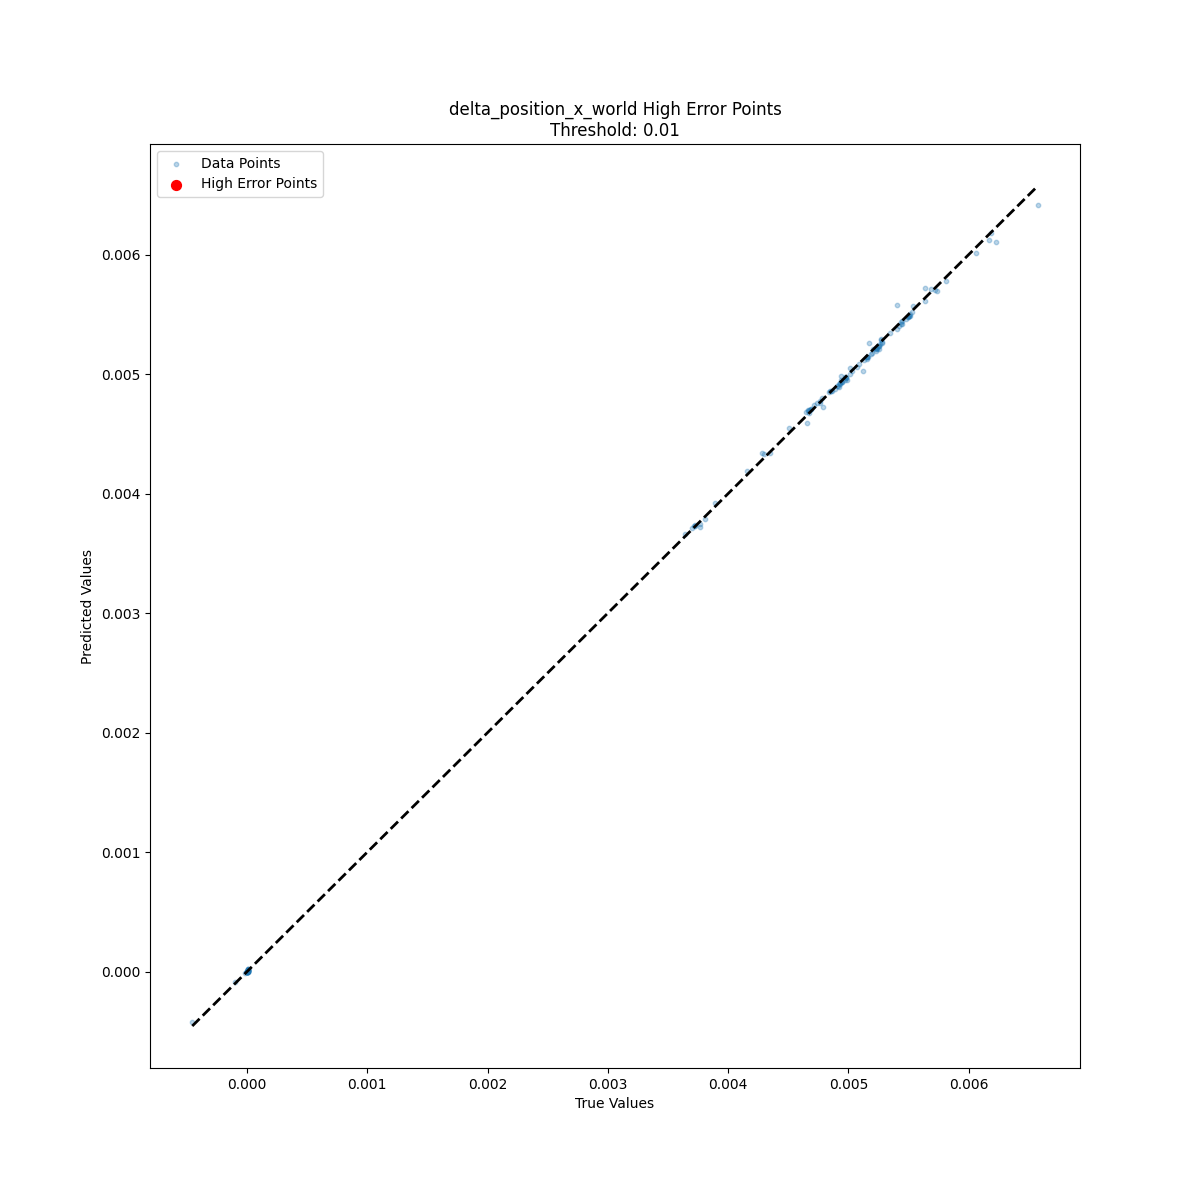 delta_position_x_world High Error Points
Threshold: 0.01
Data Points
High Error Points
0.006
0.005
0.004
0.003
0.002
0.001
0.000
Predicted Values
0.000 0.001 0.002 0.003 0.004 0.005 0.006
True Values